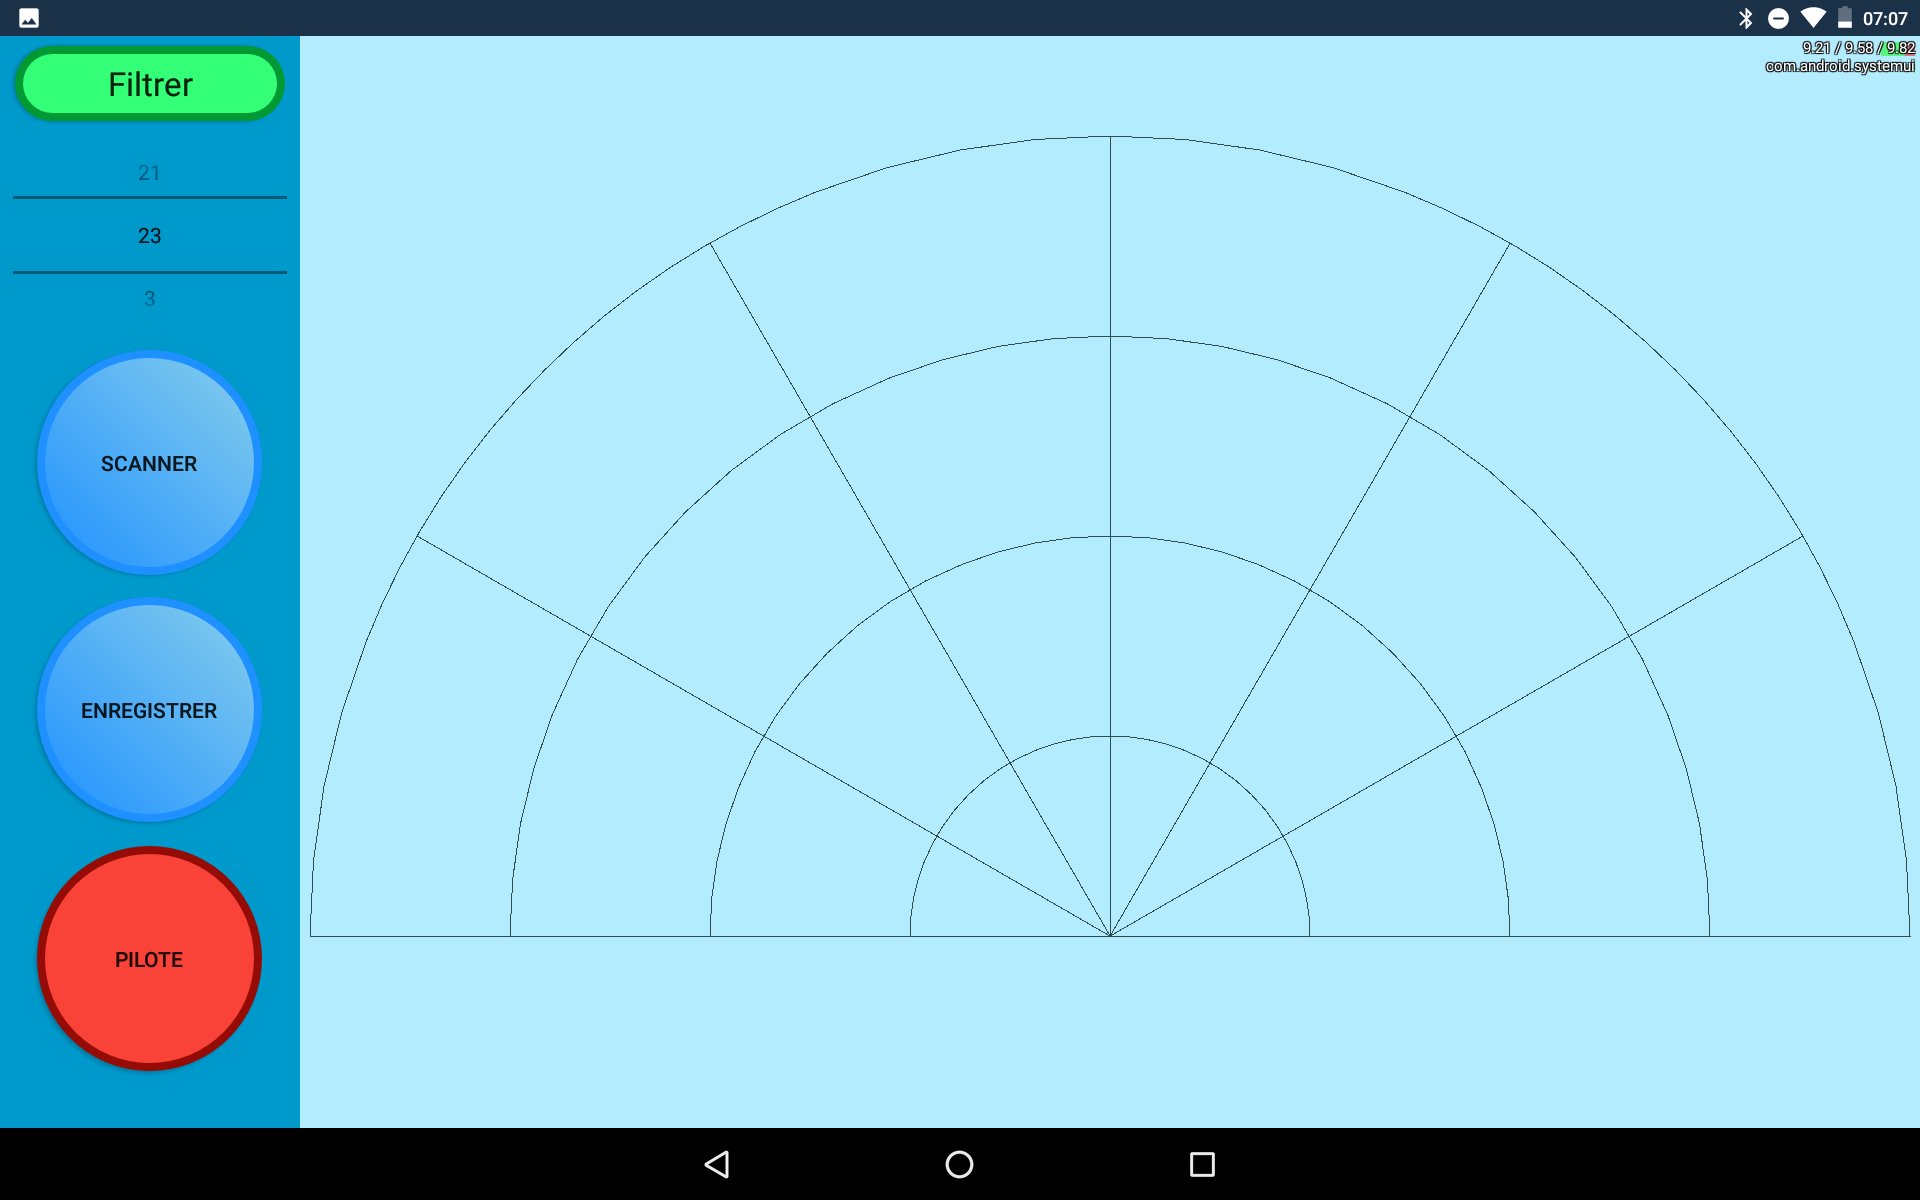 07:07
9.21 / 9.58 / 9.82
com.android.systemui
Filtrer
21
23
3
SCANNER
ENREGISTRER
PILOTE